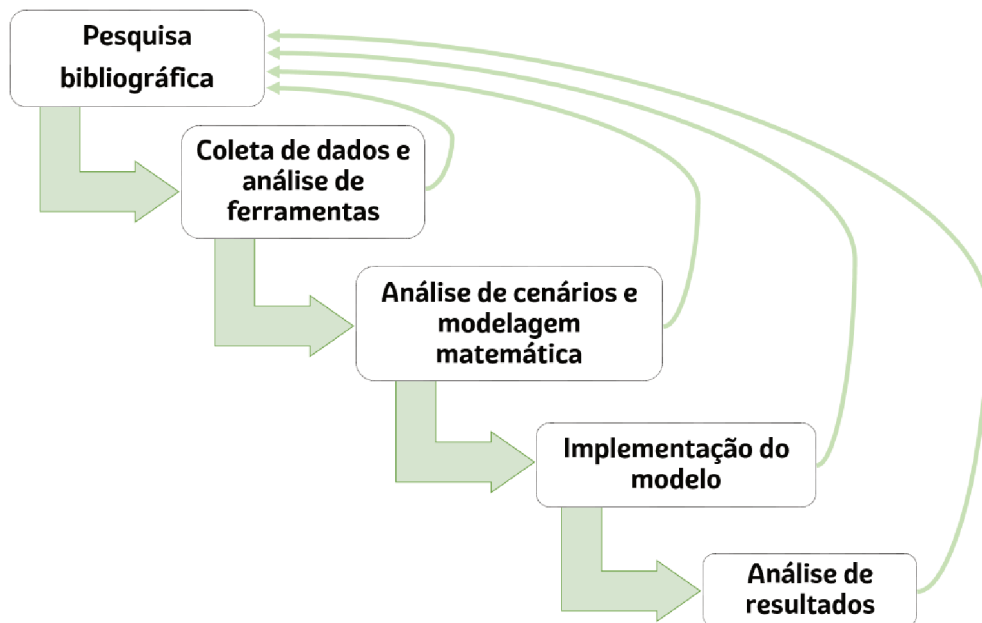 Pesquisa
bibliográfica
Coleta de dados e
análise de
ferramentas
Análise de cenários e
modelagem
matemática
Implementação do
modelo
Análise de
resultados